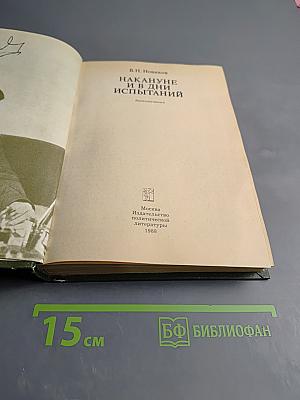 В. Н. Новиков
НАКАНУНЕ
И В ДНИ
ИСПЫТАНИЙ
Москва
Издательство
политической
литературы
1988
15 см
БФ БИБЛИОФАН